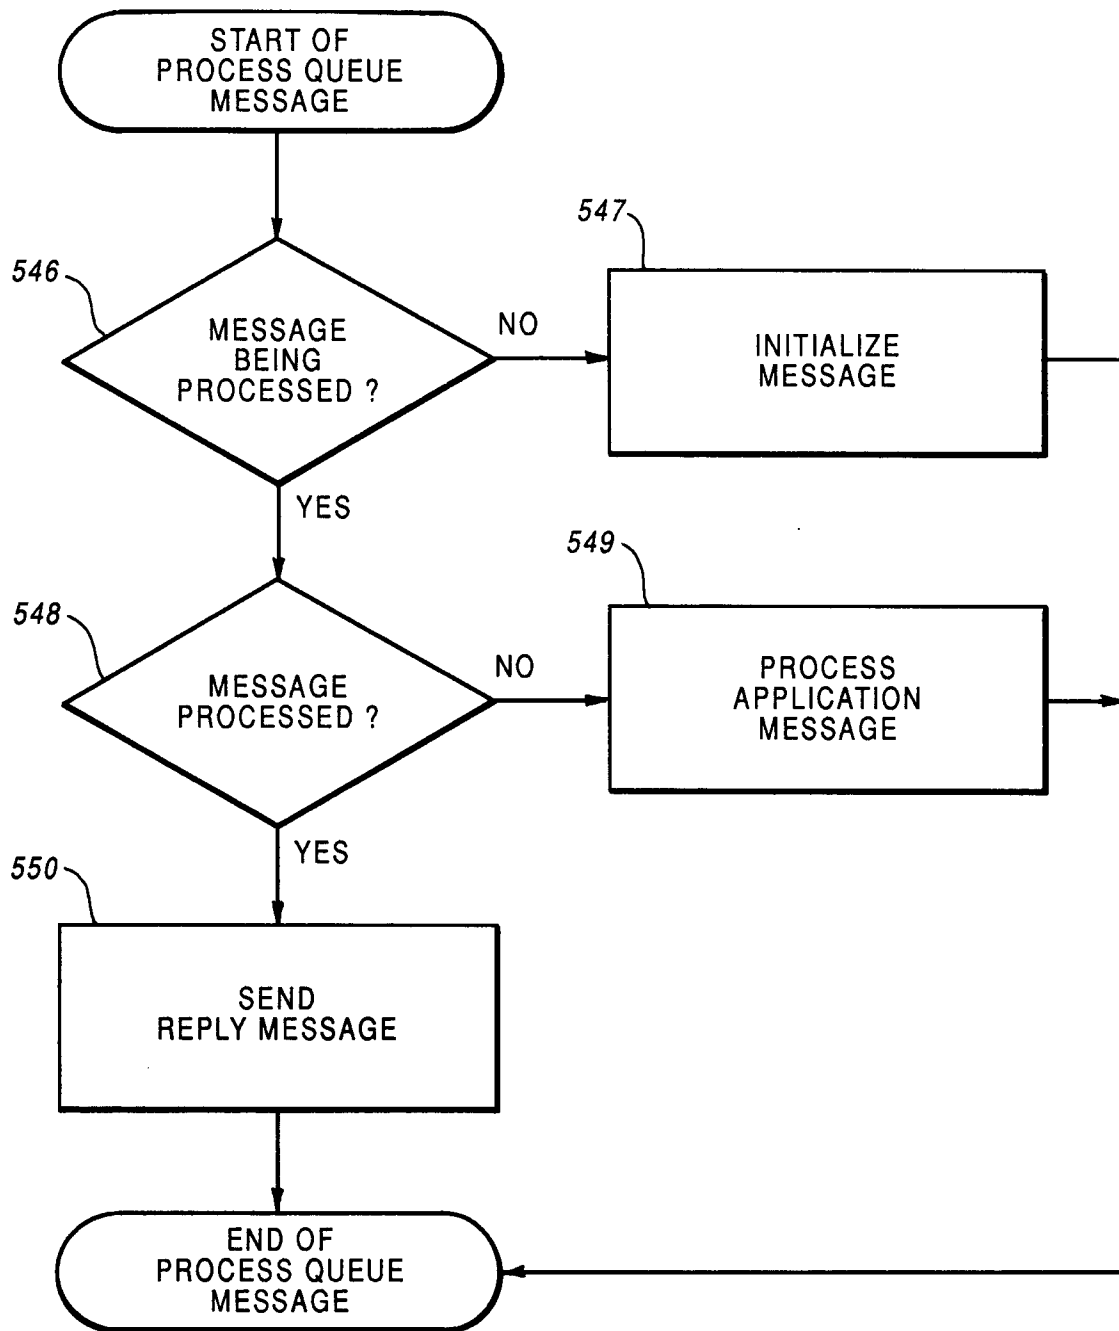 START OF
PROCESS QUEUE
MESSAGE
546
MESSAGE
BEING
PROCESSED ?
NO
547
INITIALIZE
MESSAGE
YES
548
MESSAGE
PROCESSED ?
NO
549
PROCESS
APPLICATION
MESSAGE
YES
550
SEND
REPLY MESSAGE
END OF
PROCESS QUEUE
MESSAGE